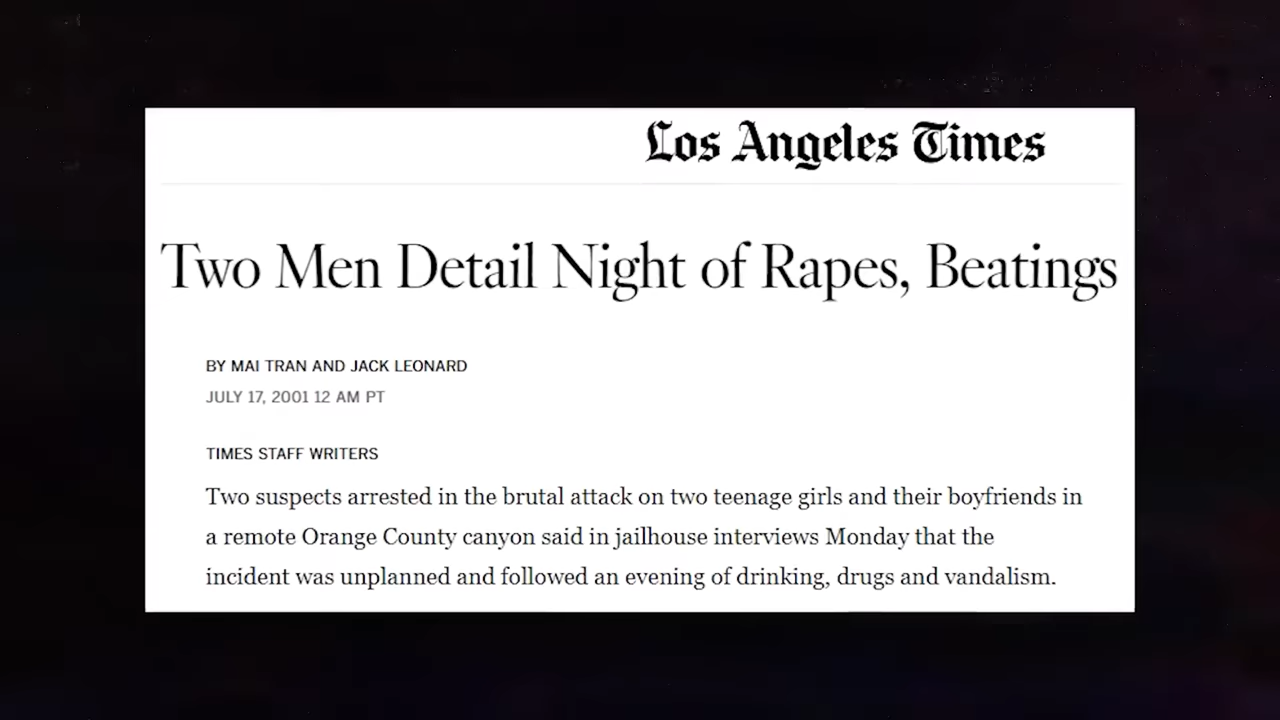 Los Angeles Times
Two Men Detail Night of Rapes, Beatings
BY MAI TRAN AND JACK LEONARD
JULY 17, 2001 12 AM PT
TIMES STAFF WRITERS
Two suspects arrested in the brutal attack on two teenage girls and their boyfriends in
a remote Orange County canyon said in jailhouse interviews Monday that the
incident was unplanned and followed an evening of drinking, drugs and vandalism.